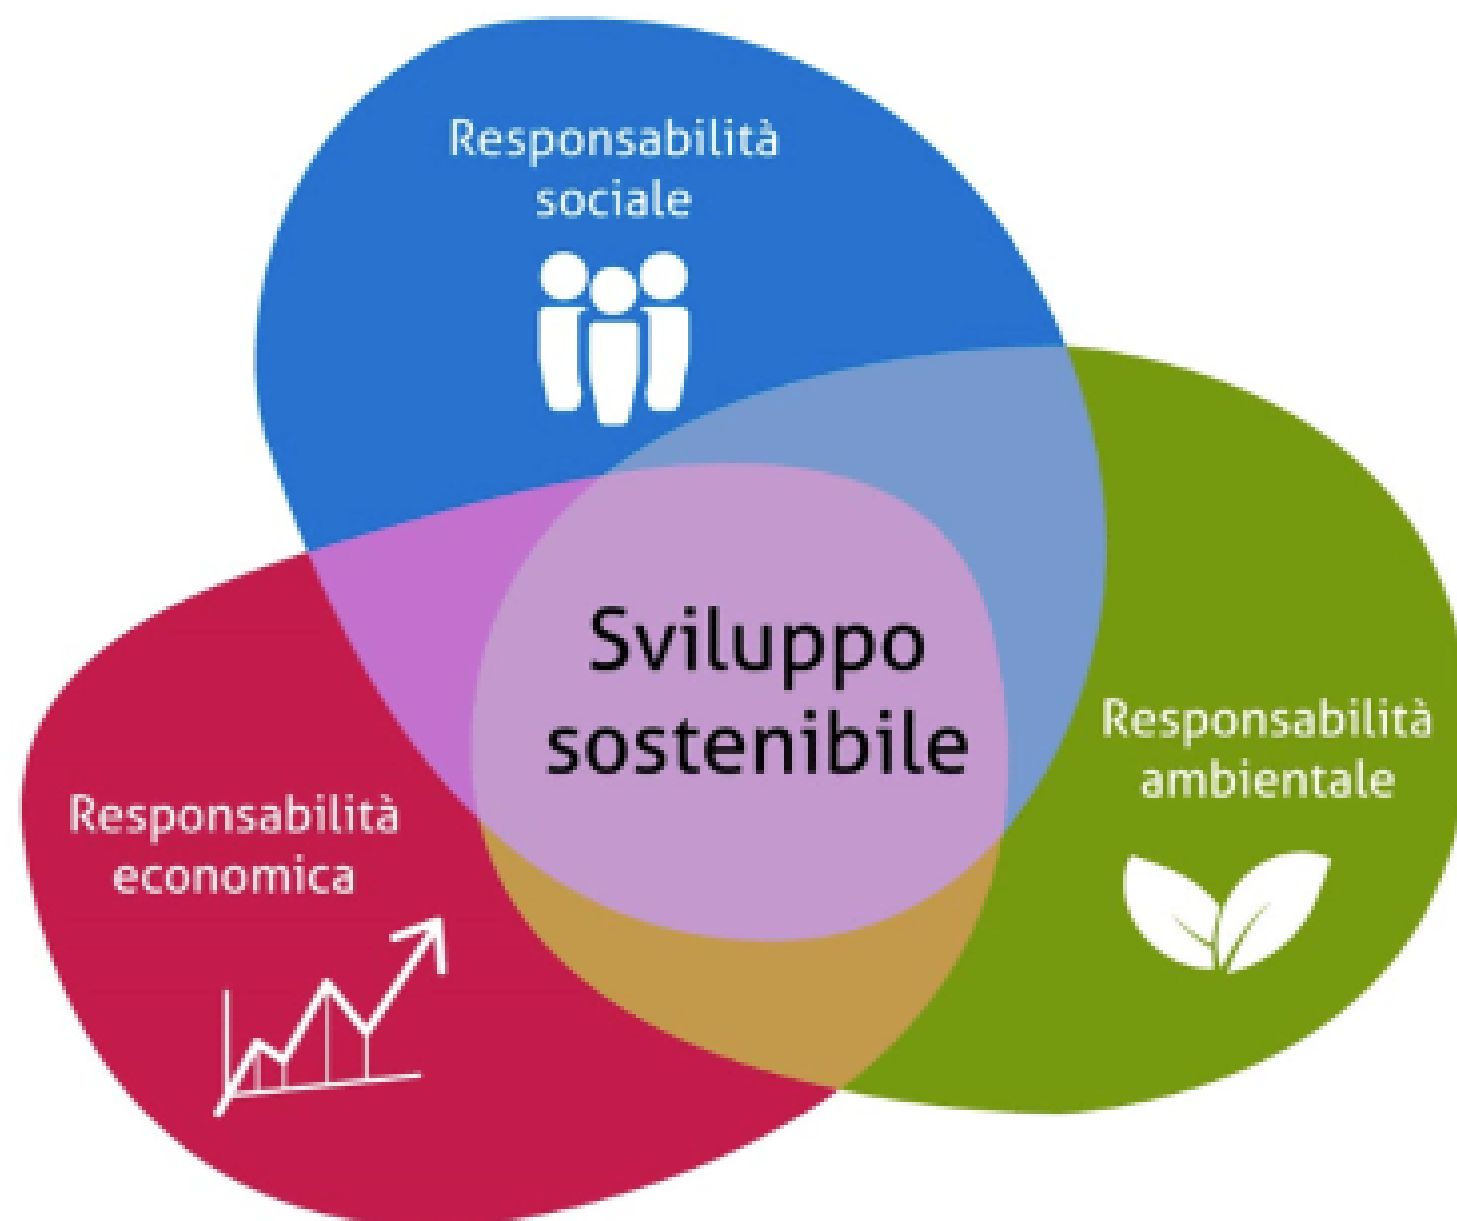 Responsabilità
sociale
Sviluppo
sostenibile
Responsabilità
ambientale
Responsabilità
economica